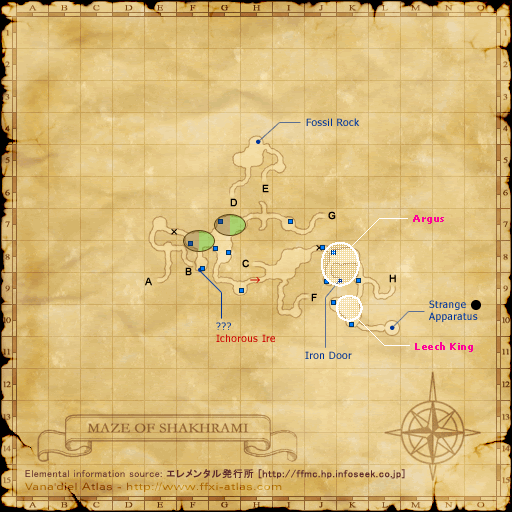 A B C D E F G H I J K L M N O
1
2
3
4
5
6
7
8
9
10
11
12
13
14
15
Fossil Rock
E
D
G
Argus
X
X
C
A
B
H
F
Strange
Apparatus
???
Ichorous Ire
Leech King
Iron Door
MAZE OF SHAKHRAMI
Elemental information source: エレメンタル発行所 [http://ffmc.hp.infoseek.co.jp]
Vana'diel Atlas - http://www.ffxi-atlas.com
A B C D E F G H I J K L M N O